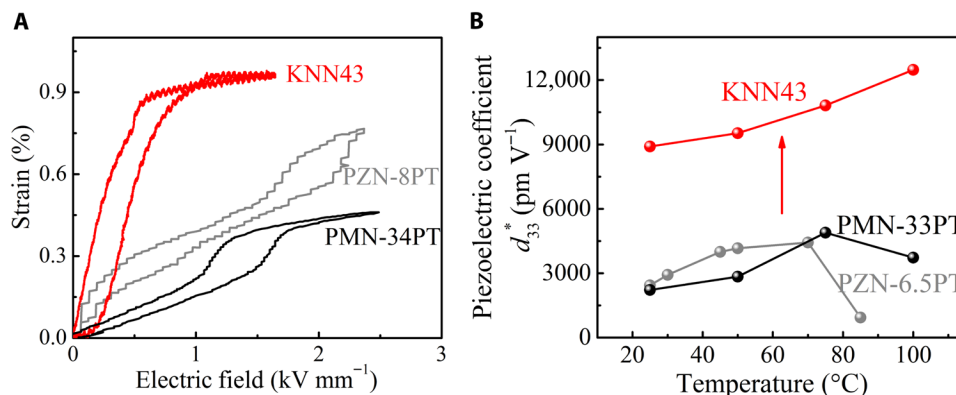 A
Strain (%)
0.9
0.6
0.3
0.0
0
1
2
3
Electric field (kV mm⁻¹)
KNN43
PZN-8PT
PMN-34PT
B
Piezoelectric coefficient
d₃₃* (pm V⁻¹)
12,000
9000
6000
3000
0
20
40
60
80
100
Temperature (°C)
KNN43
PMN-33PT
PZN-6.5PT